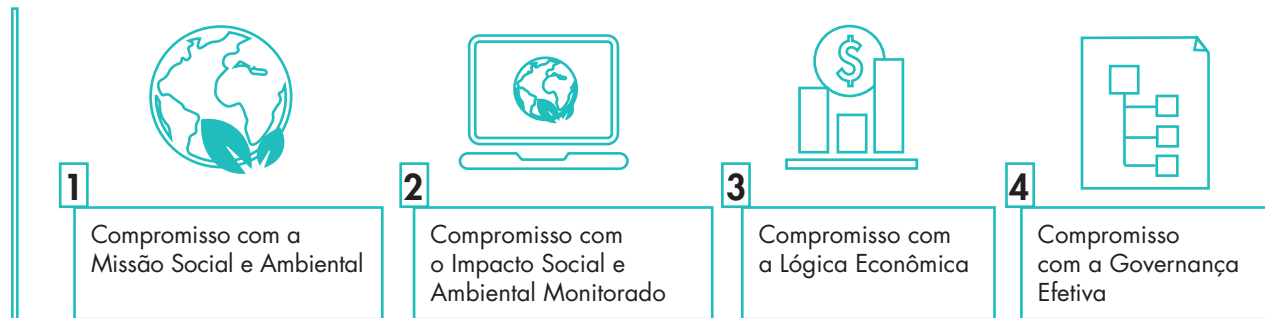 1
Compromisso com a
Missão Social e Ambiental
2
Compromisso com
o Impacto Social e
Ambiental Monitorado
$
3
Compromisso com
a Lógica Econômica
4
Compromisso
com a Governança
Efetiva